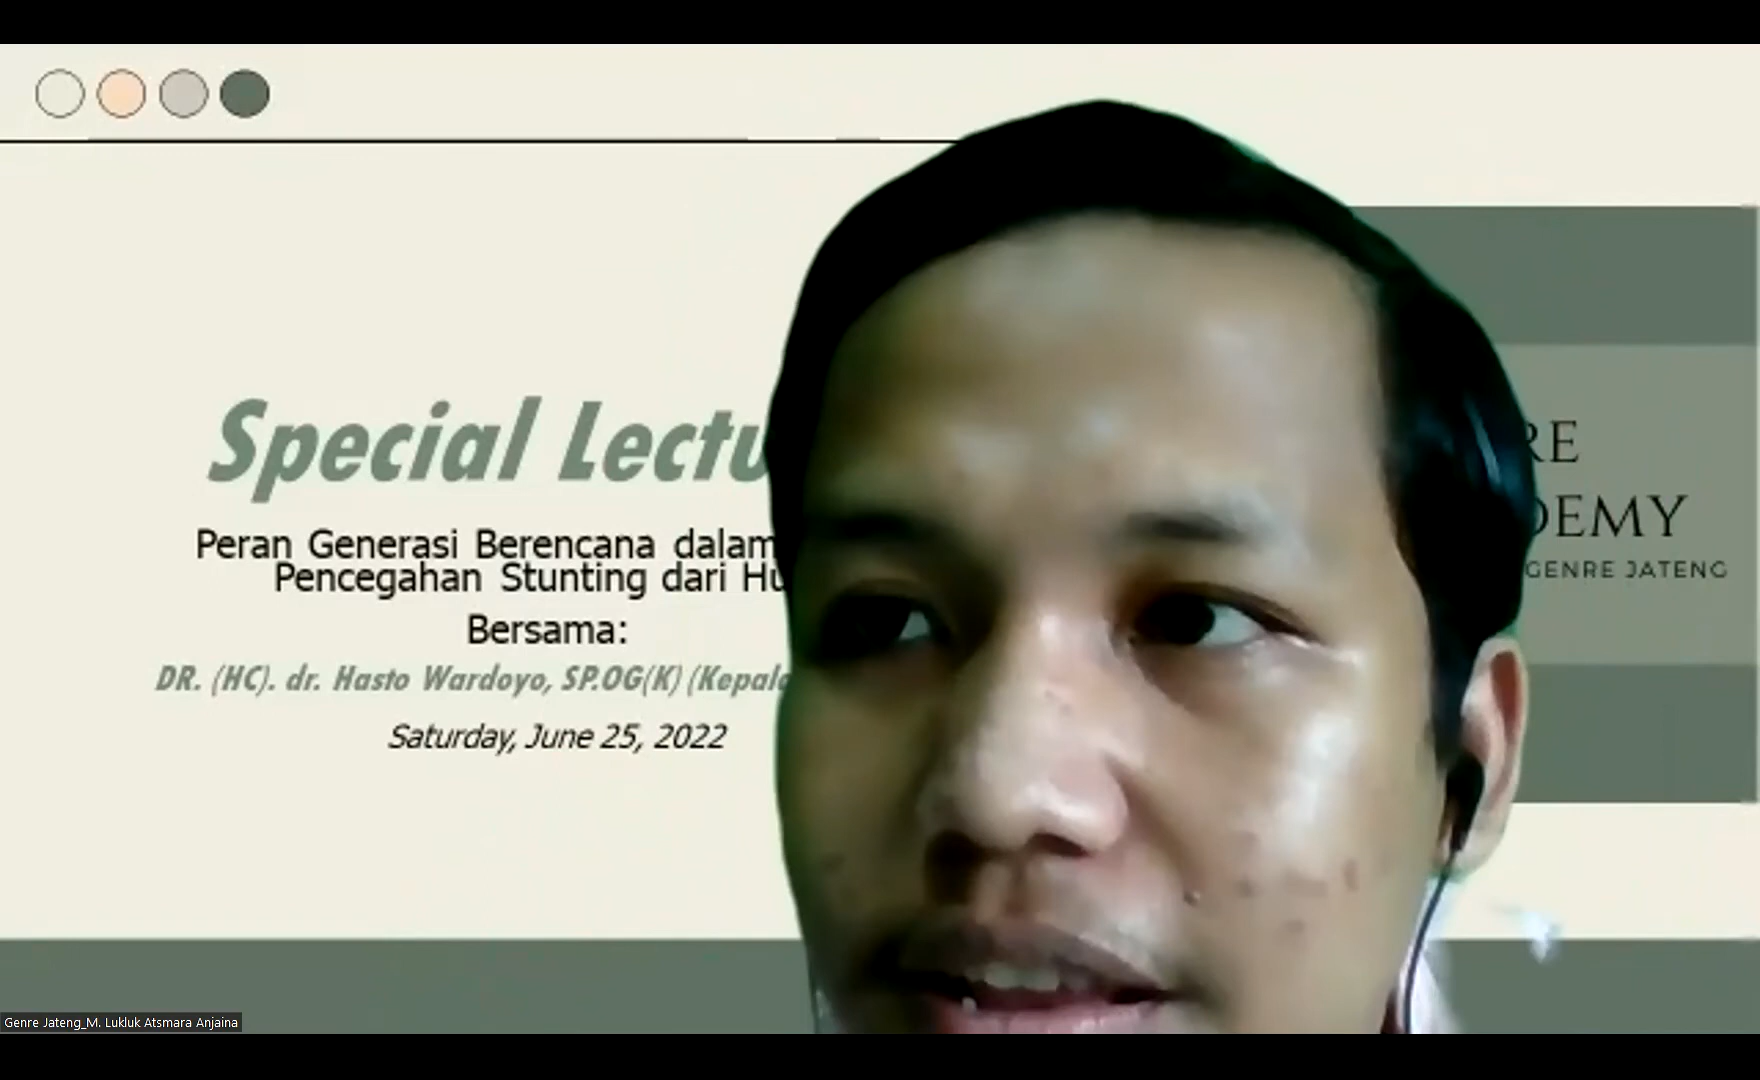 Special Lectu
Peran Generasi Berencana dalam
Pencegahan Stunting dari Hu
Bersama:
DR. (HC). dr. Hasto Wardoyo, SP.OG(K) (Kepala
Saturday, June 25, 2022
RE
DEMY
GENRE JATENG
Genre Jateng_M. Lukluk Atsmara Anjaina